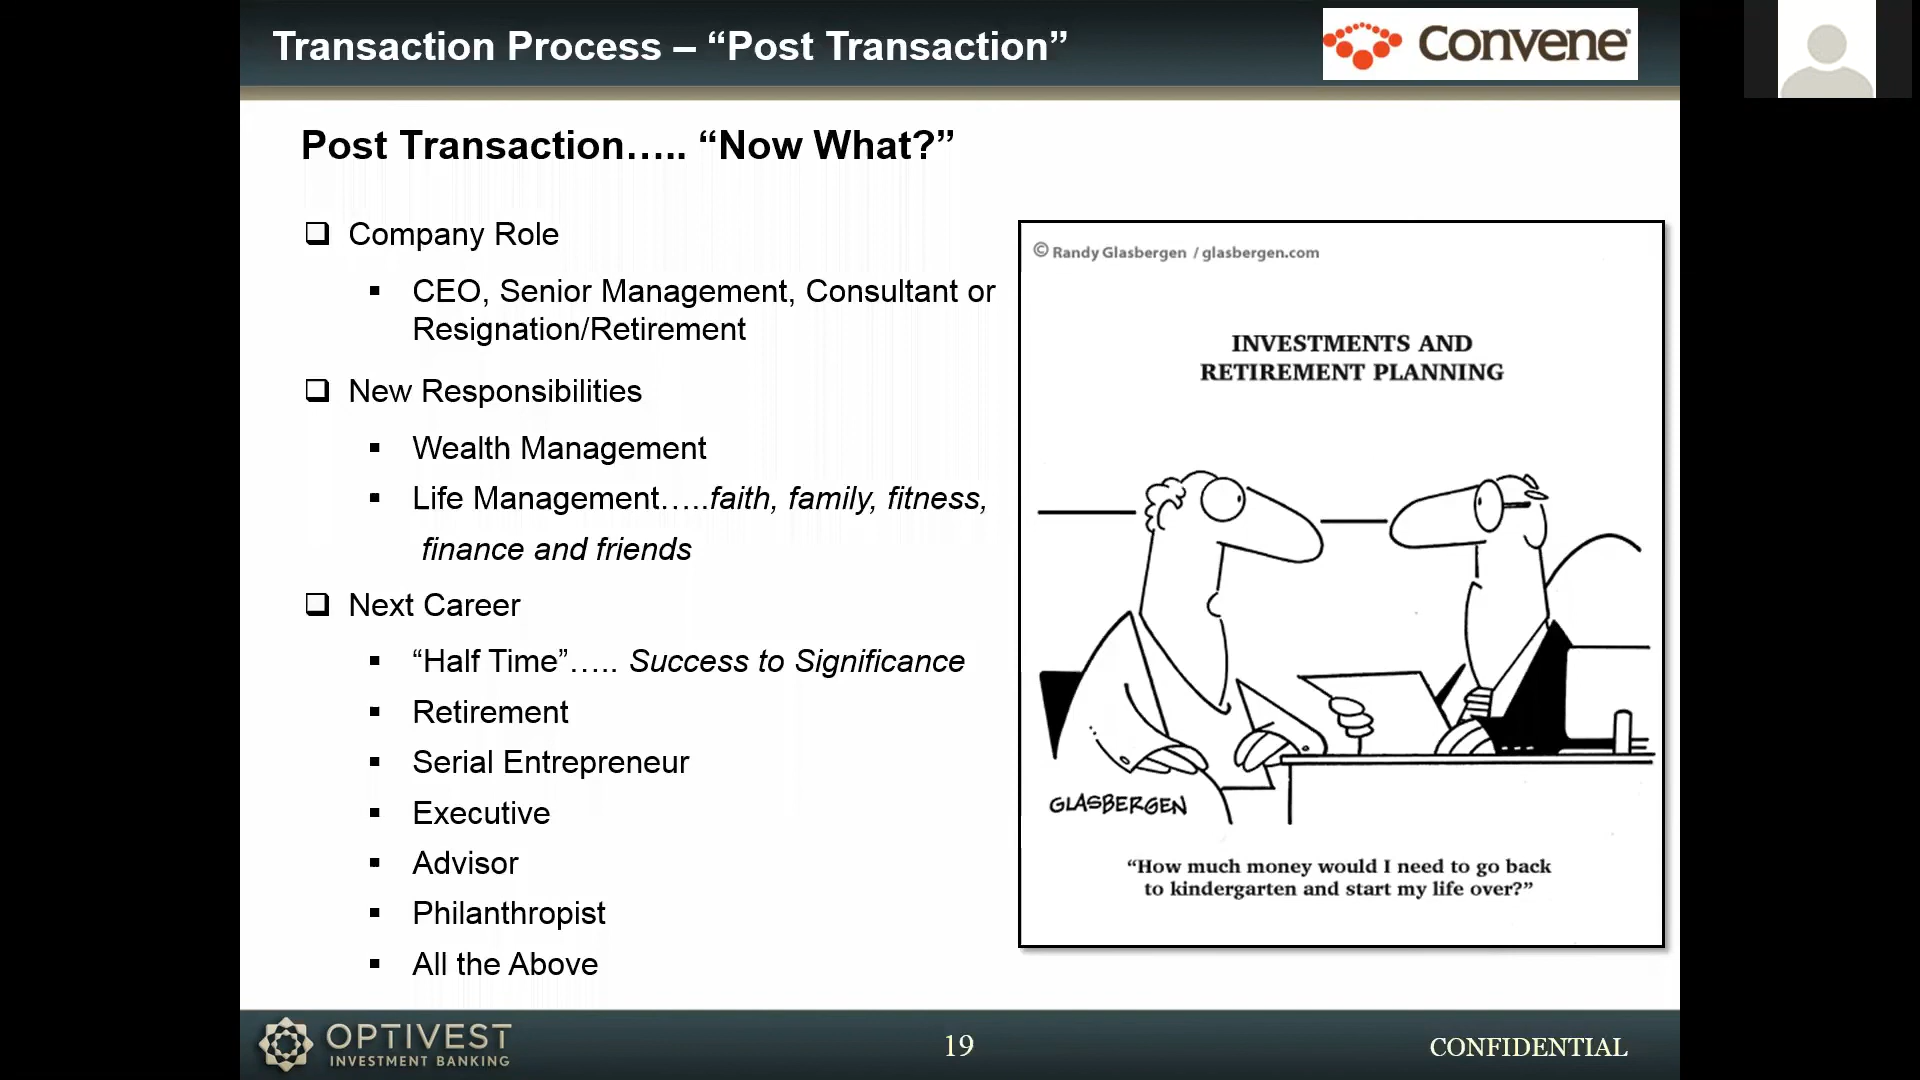 Transaction Process – “Post Transaction”
Convene
Post Transaction….. “Now What?”
Company Role
CEO, Senior Management, Consultant or
Resignation/Retirement
New Responsibilities
Wealth Management
Life Management…..faith, family, fitness,
finance and friends
Next Career
“Half Time”….. Success to Significance
Retirement
Serial Entrepreneur
Executive
Advisor
Philanthropist
All the Above
© Randy Glasbergen / glasbergen.com
INVESTMENTS AND
RETIREMENT PLANNING
GLASBERGEN
“How much money would I need to go back
to kindergarten and start my life over?”
OPTIVEST
INVESTMENT BANKING
19
CONFIDENTIAL